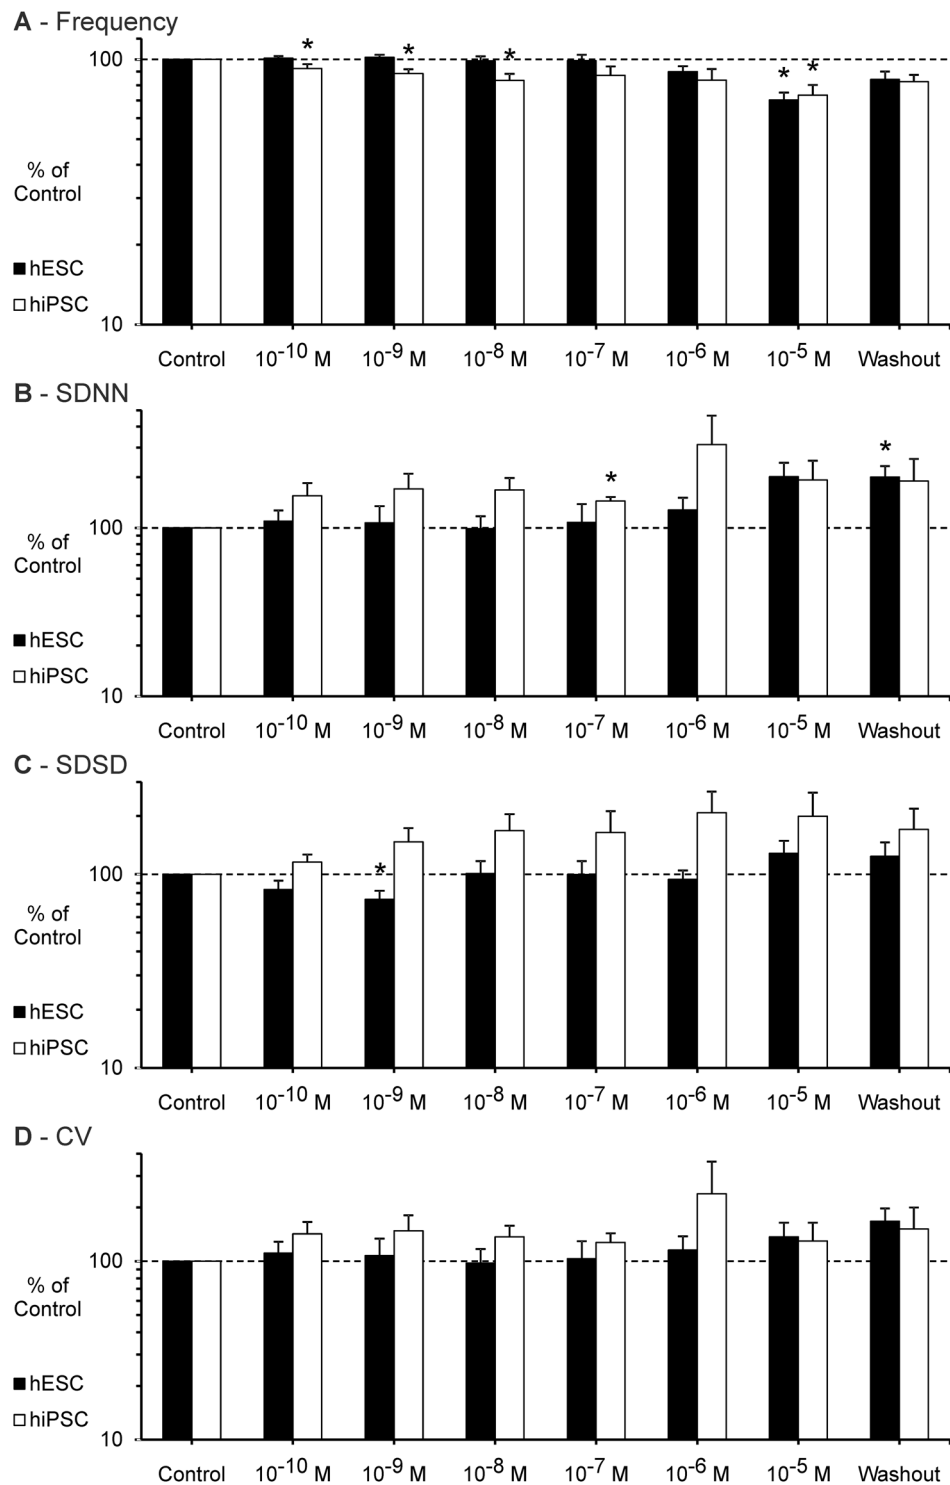 A - Frequency
* * * * *
100
% of
Control
hESC
hiPSC
10
Control 10⁻¹⁰ M 10⁻⁹ M 10⁻⁸ M 10⁻⁷ M 10⁻⁶ M 10⁻⁵ M Washout
B - SDNN
* *
100
% of
Control
hESC
hiPSC
10
Control 10⁻¹⁰ M 10⁻⁹ M 10⁻⁸ M 10⁻⁷ M 10⁻⁶ M 10⁻⁵ M Washout
C - SDSD
*
100
% of
Control
hESC
hiPSC
10
Control 10⁻¹⁰ M 10⁻⁹ M 10⁻⁸ M 10⁻⁷ M 10⁻⁶ M 10⁻⁵ M Washout
D - CV
100
% of
Control
hESC
hiPSC
10
Control 10⁻¹⁰ M 10⁻⁹ M 10⁻⁸ M 10⁻⁷ M 10⁻⁶ M 10⁻⁵ M Washout